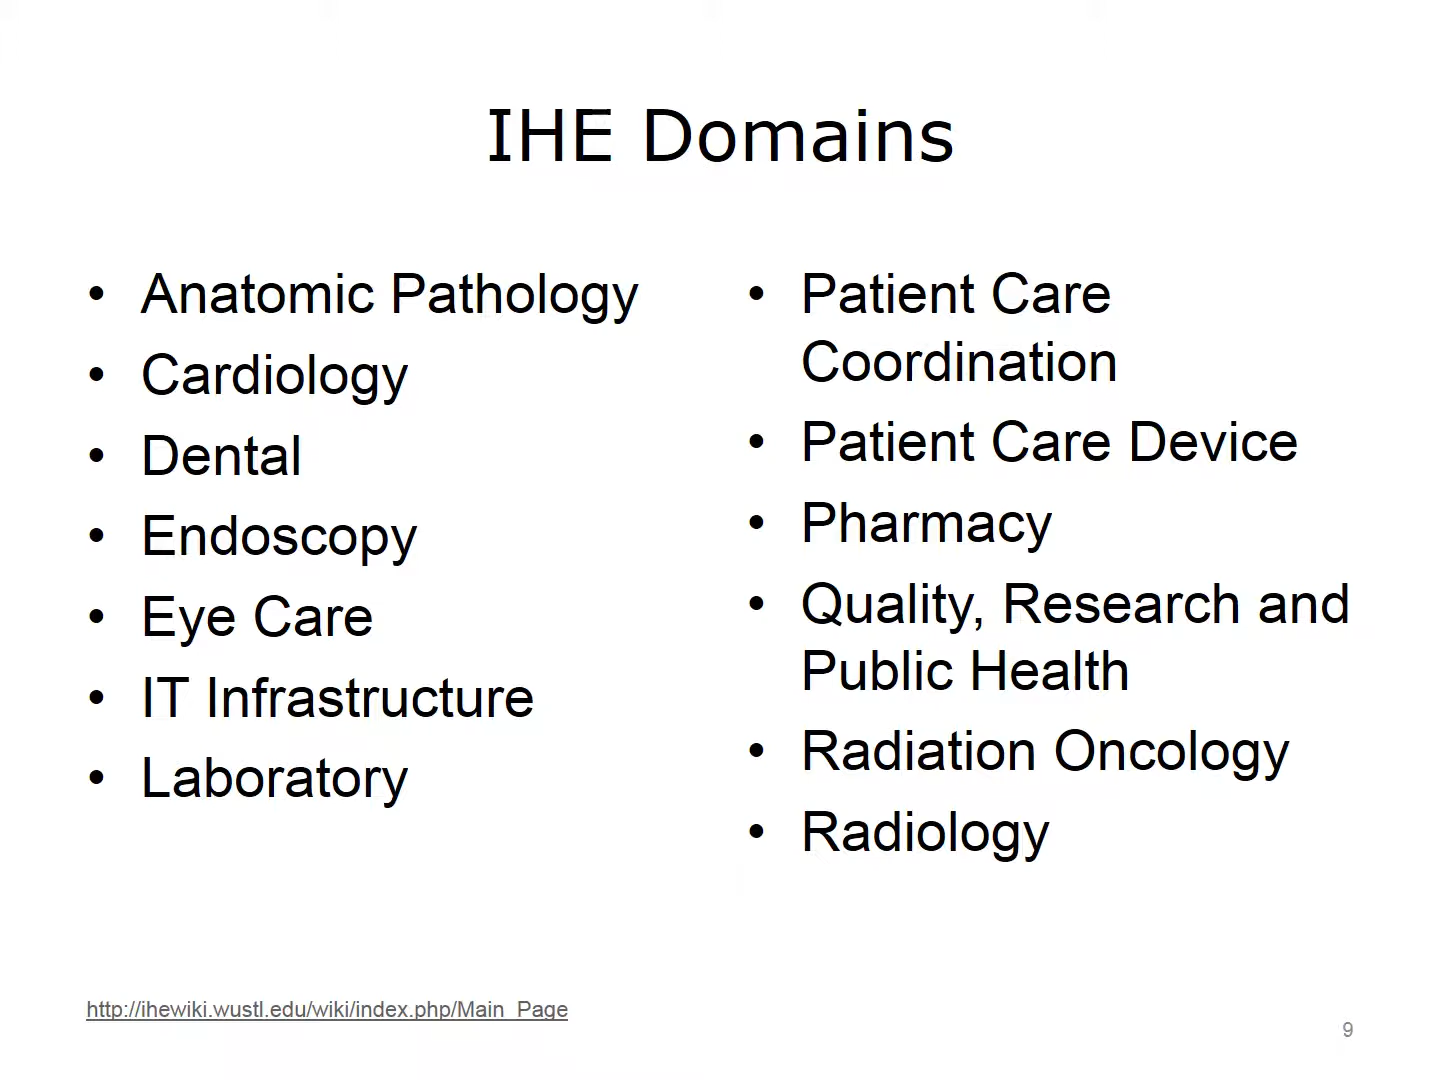 IHE Domains
• Anatomic Pathology
• Cardiology
• Dental
• Endoscopy
• Eye Care
• IT Infrastructure
• Laboratory
• Patient Care
Coordination
• Patient Care Device
• Pharmacy
• Quality, Research and
Public Health
• Radiation Oncology
• Radiology
http://ihewiki.wustl.edu/wiki/index.php/Main_Page
9